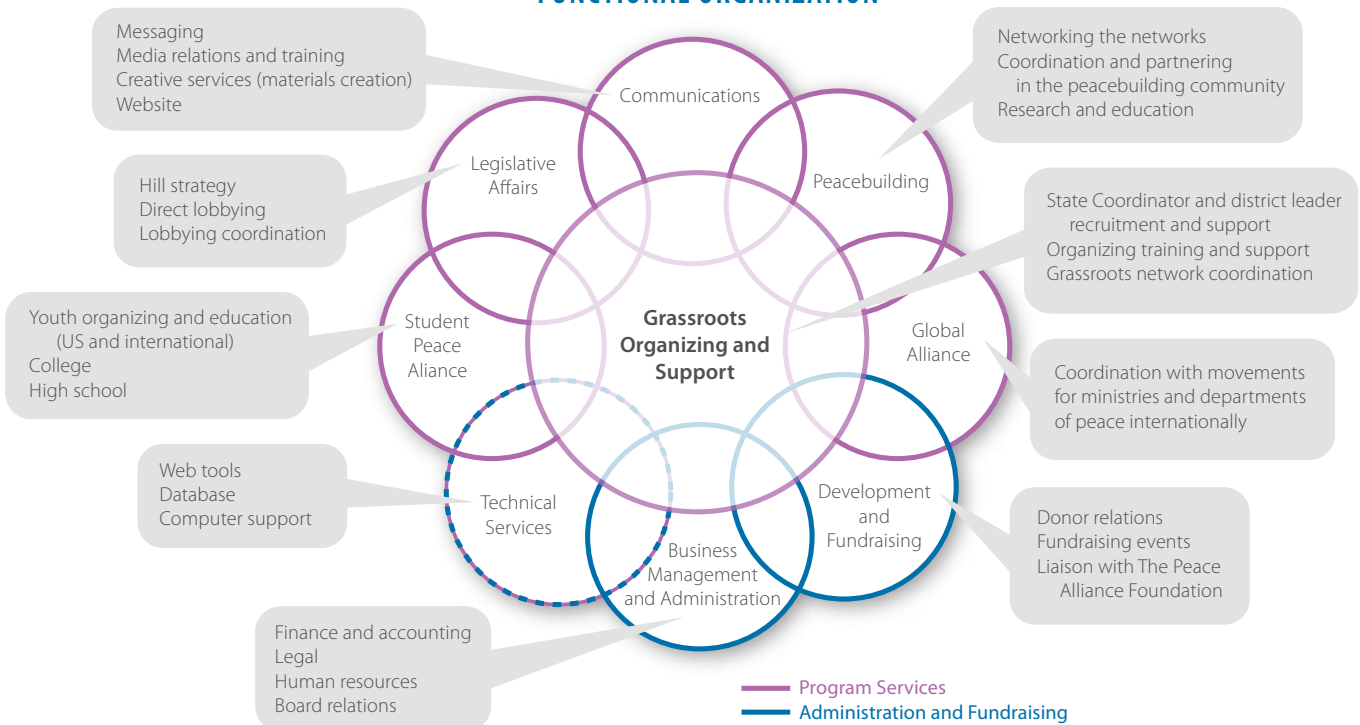 FUNCTIONAL ORGANIZATION
Messaging
Media relations and training
Creative services (materials creation)
Website
Communications
Networking the networks
Coordination and partnering
in the peacebuilding community
Research and education
Legislative
Affairs
Peacebuilding
Hill strategy
Direct lobbying
Lobbying coordination
State Coordinator and district leader
recruitment and support
Organizing training and support
Grassroots network coordination
Youth organizing and education
(US and international)
College
High school
Student
Peace
Aliance
Grassroots
Organizing and
Support
Global
Alliance
Coordination with movements
for ministries and departments
of peace internationally
Web tools
Database
Computer support
Technical
Services
Business
Management
and Administration
Development
and
Fundraising
Donor relations
Fundraising events
Liaison with The Peace
Alliance Foundation
Finance and accounting
Legal
Human resources
Board relations
Program Services
Administration and Fundraising